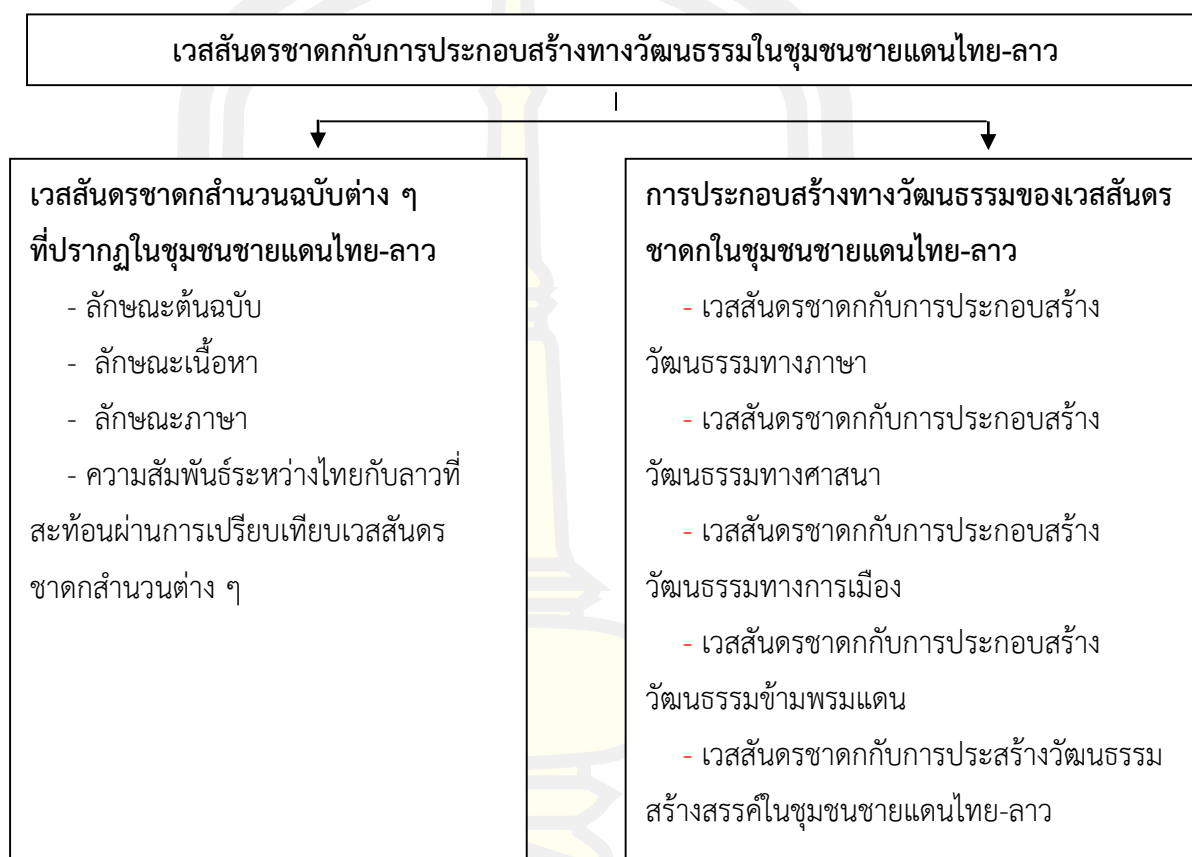 เวสสันดรชาดกกับการประกอบสร้างทางวัฒนธรรมในชุมชนชายแดนไทย-ลาว
เวสสันดรชาดกสำนวนฉบับต่าง ๆ
ที่ปรากฏในชุมชนชายแดนไทย-ลาว
- ลักษณะต้นฉบับ
- ลักษณะเนื้อหา
- ลักษณะภาษา
- ความสัมพันธ์ระหว่างไทยกับลาวที่
สะท้อนผ่านการเปรียบเทียบเวสสันดร
ชาดกสำนวนต่าง ๆ
การประกอบสร้างทางวัฒนธรรมของเวสสันดร
ชาดกในชุมชนชายแดนไทย-ลาว
- เวสสันดรชาดกกับการประกอบสร้าง
วัฒนธรรมทางภาษา
- เวสสันดรชาดกกับการประกอบสร้าง
วัฒนธรรมทางศาสนา
- เวสสันดรชาดกกับการประกอบสร้าง
วัฒนธรรมทางการเมือง
- เวสสันดรชาดกกับการประกอบสร้าง
วัฒนธรรมข้ามพรมแดน
- เวสสันดรชาดกกับการประสร้างวัฒนธรรม
สร้างสรรค์ในชุมชนชายแดนไทย-ลาว